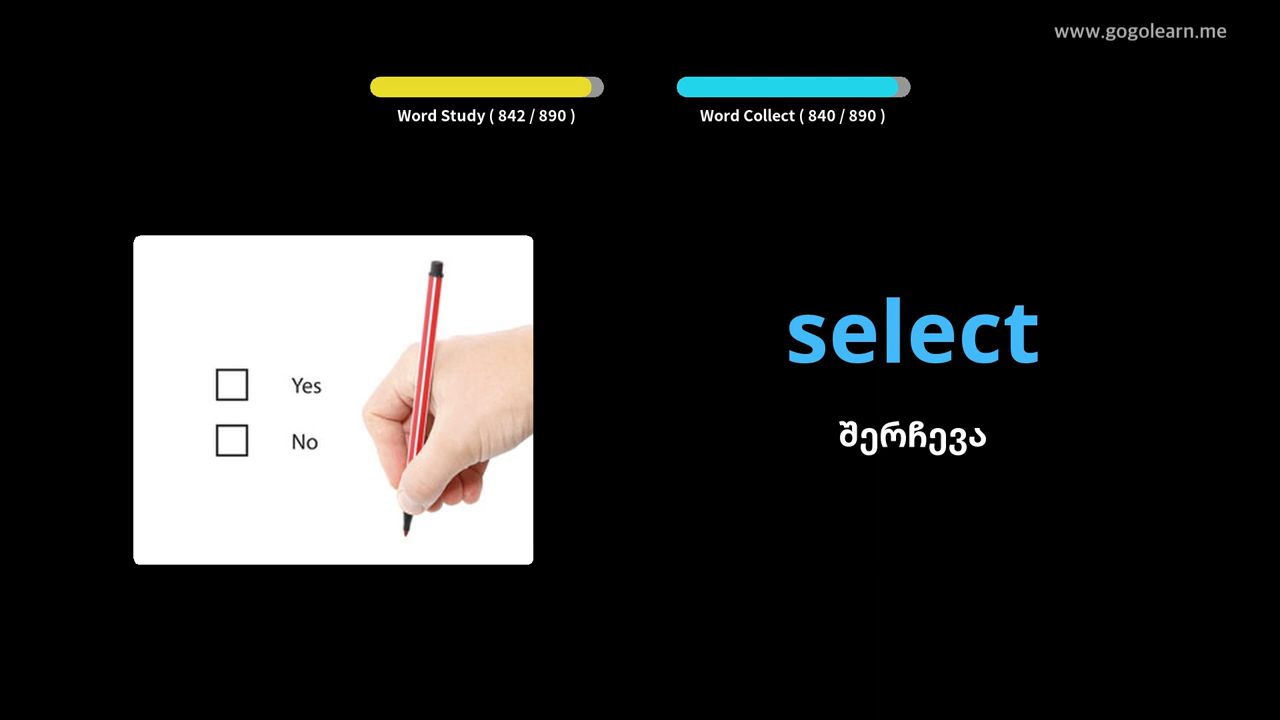 www.gogolearn.me
Word Study ( 842 / 890 )
Word Collect ( 840 / 890 )
Yes
No
select
შერჩევა